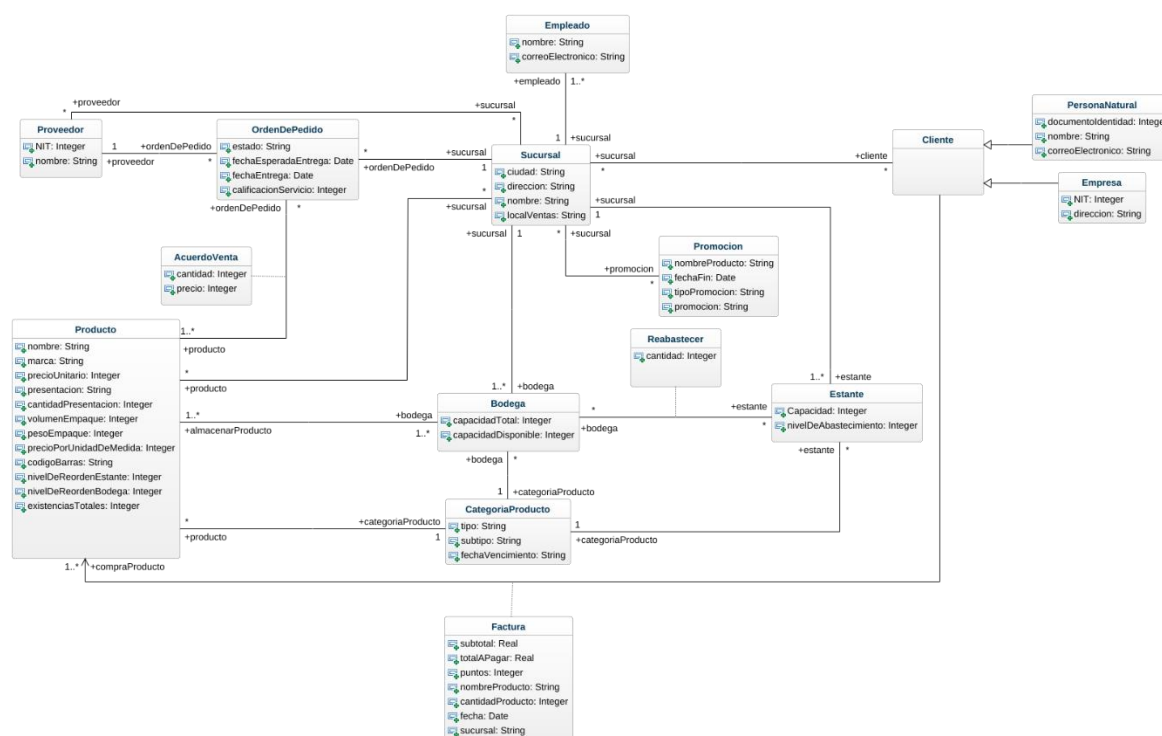 Empleado
nombre: String
correoElectronico: String
+empleado 1..*
+proveedor
*
+sucursal
*
1 +sucursal
Proveedor
NIT: Integer
nombre: String
1 +ordenDePedido
+proveedor *
OrdenDePedido
estado: String
fechaEsperadaEntrega: Date
fechaEntrega: Date
calificacionServicio: Integer
* +sucursal
+ordenDePedido 1
+ordenDePedido *
Sucursal
ciudad: String
direccion: String
nombre: String
localVentas: String
+sucursal +cliente
* *
Cliente
PersonaNatural
documentoIdentidad:
nombre: String
correoElectronico: String
Empresa
NIT: Integer
direccion: String
*
+sucursal
+sucursal
1
+sucursal 1
* +sucursal
+promocion
*
Promocion
nombreProducto: String
fechaFin: Date
tipoPromocion: String
promocion: String
AcuerdoVenta
cantidad: Integer
precio: Integer
Reabastecer
cantidad: Integer
Producto
nombre: String
marca: String
precioUnitario: Integer
presentacion: String
cantidadPresentacion: Integer
volumenEmpaque: Integer
pesoEmpaque: Integer
precioPorUnidadDeMedida: Integer
codigoBarras: String
nivelDeReordenEstante: Integer
nivelDeReordenBodega: Integer
existenciasTotales: Integer
1..*
+producto
*
+producto
1..* +bodega
+almacenarProducto 1..*
1..* +bodega
Bodega
capacidadTotal: Integer
capacidadDisponible: Integer
* +estante
+bodega *
1..* +estante
Estante
Capacidad: Integer
nivelDeAbastecimiento: Integer
+estante *
+bodega *
1 +categoriaProducto
CategoriaProducto
tipo: String
subtipo: String
fechaVencimiento: String
* +categoriaProducto
+producto 1
1
+categoriaProducto
1..* +compraProducto
Factura
subtotal: Real
totalAPagar: Real
puntos: Integer
nombreProducto: String
cantidadProducto: Integer
fecha: Date
sucursal: String